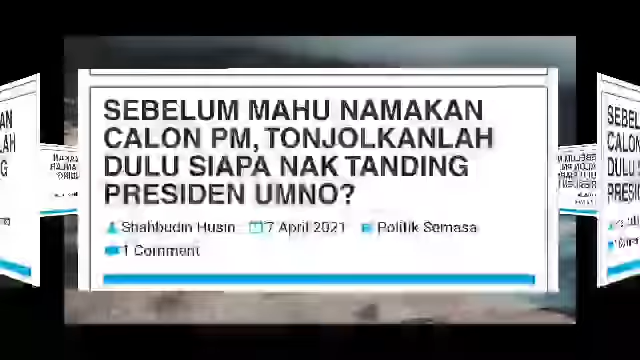 SEBELUM MAHU NAMAKAN
CALON PM, TONJOLKANLAH
DULU SIAPA NAK TANDING
PRESIDEN UMNO?
Shahbudin Husin 7 April 2021 Politik Semasa
1 Comment